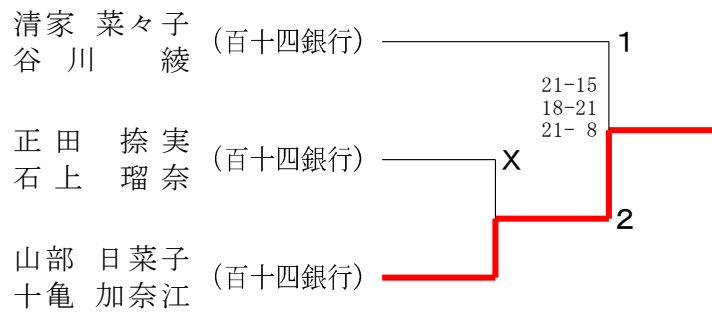 清家 菜々子
谷川 綾
(百十四銀行)
1
21-15
18-21
21- 8
正田 捺実
石上 瑠奈
(百十四銀行)
X
2
山部 日菜子
十亀 加奈江
(百十四銀行)